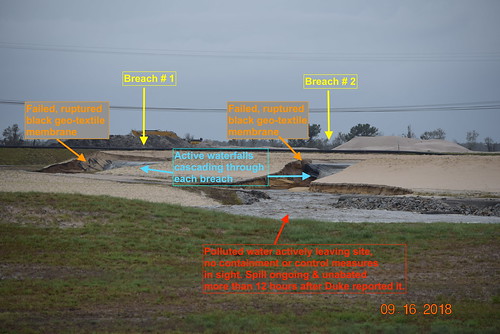 Breach # 1
Breach # 2
Failed, ruptured
black geo-textile
membrane
Failed, ruptured
black geo-textile
membrane
Active waterfalls
cascading through
each breach
Polluted water actively leaving site,
no containment or control measures
in sight. Spill ongoing & unabated
more than 12 hours after Duke reported it.
09 16 2018